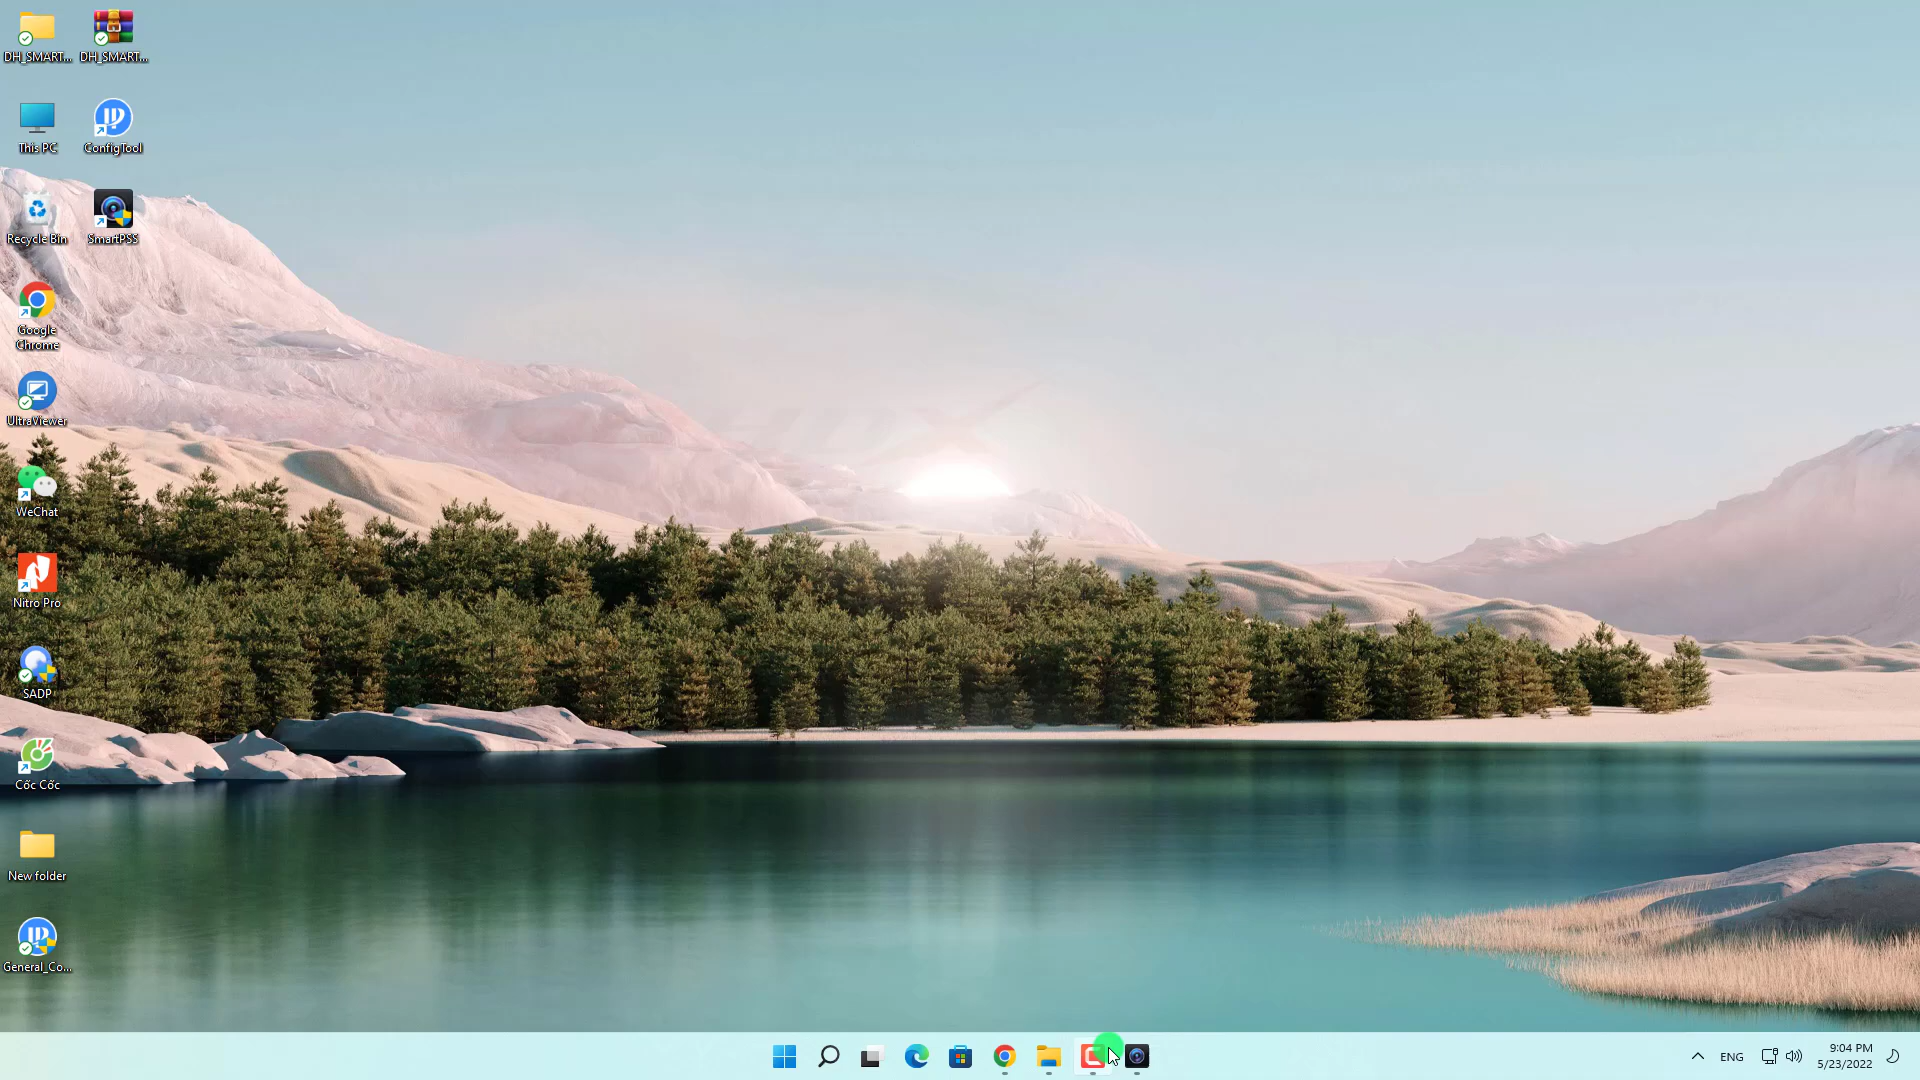 DH_SMART...
DH_SMART...
This PC
ConfigTool
Recycle Bin
SmartPSS
Google
Chrome
UltraViewer
WeChat
Nitro Pro
SADP
Cốc Cốc
New folder
General_Co...
ENG
9:04 PM
5/23/2022